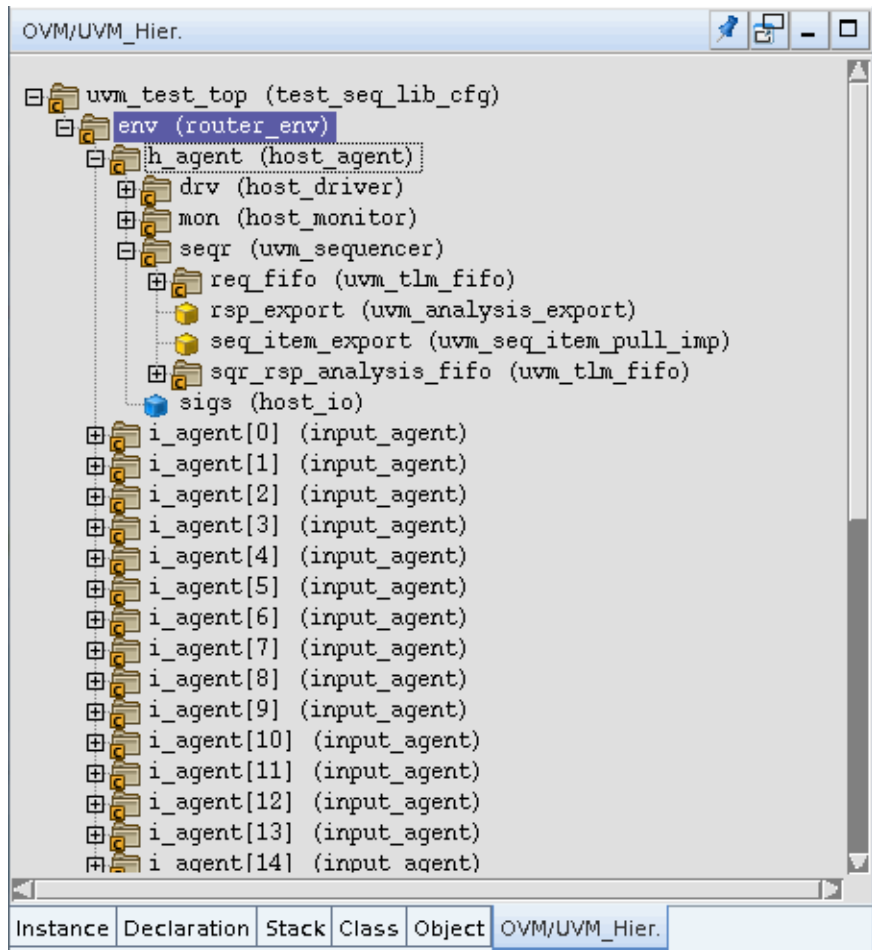 OVM/UVM_Hier.
uvm_test_top (test_seq_lib_cfg)
env (router_env)
h_agent (host_agent)
drv (host_driver)
mon (host_monitor)
seqr (uvm_sequencer)
req_fifo (uvm_tlm_fifo)
rsp_export (uvm_analysis_export)
seq_item_export (uvm_seq_item_pull_imp)
sqr_rsp_analysis_fifo (uvm_tlm_fifo)
sigs (host_io)
i_agent[0] (input_agent)
i_agent[1] (input_agent)
i_agent[2] (input_agent)
i_agent[3] (input_agent)
i_agent[4] (input_agent)
i_agent[5] (input_agent)
i_agent[6] (input_agent)
i_agent[7] (input_agent)
i_agent[8] (input_agent)
i_agent[9] (input_agent)
i_agent[10] (input_agent)
i_agent[11] (input_agent)
i_agent[12] (input_agent)
i_agent[13] (input_agent)
i_agent[14] (input_agent)
Instance Declaration Stack Class Object OVM/UVM_Hier.